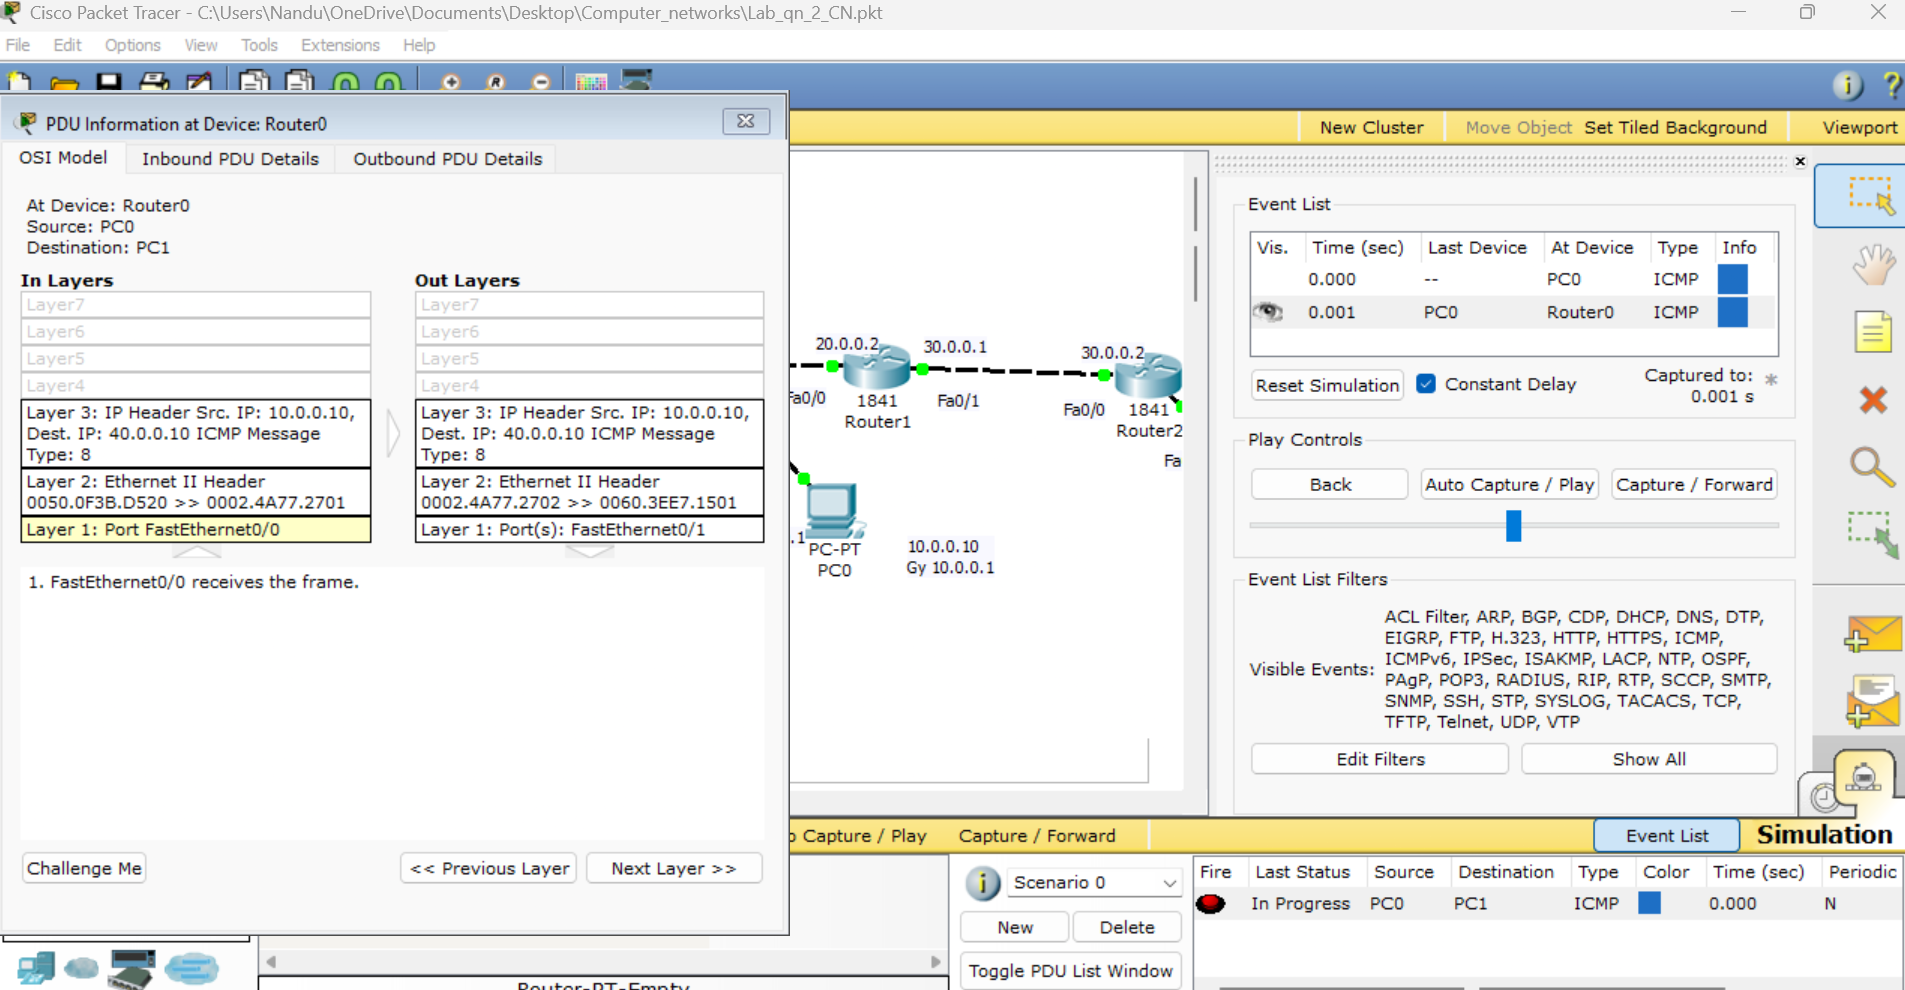 Cisco Packet Tracer - C:\Users\Nandu\OneDrive\Documents\Desktop\Computer_networks\Lab_qn_2_CN.pkt
File Edit Options View Tools Extensions Help
New Cluster Move Object Set Tiled Background Viewport
PDU Information at Device: Router0
OSI Model Inbound PDU Details Outbound PDU Details
At Device: Router0
Source: PC0
Destination: PC1
In Layers
Layer7
Layer6
Layer5
Layer4
Layer 3: IP Header Src. IP: 10.0.0.10,
Dest. IP: 40.0.0.10 ICMP Message
Type: 8
Layer 2: Ethernet II Header
0050.0F3B.D520 >> 0002.4A77.2701
Layer 1: Port FastEthernet0/0
Out Layers
Layer7
Layer6
Layer5
Layer4
Layer 3: IP Header Src. IP: 10.0.0.10,
Dest. IP: 40.0.0.10 ICMP Message
Type: 8
Layer 2: Ethernet II Header
0002.4A77.2702 >> 0060.3EE7.1501
Layer 1: Port(s): FastEthernet0/1
1. FastEthernet0/0 receives the frame.
Challenge Me << Previous Layer Next Layer >>
20.0.0.2 30.0.0.1 30.0.0.2
Fa0/0 1841 Fa0/1 Fa0/0 1841
Router1 Router2
Fa
.1 PC-PT
PC0
10.0.0.10
Gy 10.0.0.1
Event List
Vis. Time (sec) Last Device At Device Type Info
0.000 -- PC0 ICMP
0.001 PC0 Router0 ICMP
Reset Simulation Constant Delay Captured to: *
0.001 s
Play Controls
Back Auto Capture / Play Capture / Forward
Event List Filters
Visible Events:
ACL Filter, ARP, BGP, CDP, DHCP, DNS, DTP,
EIGRP, FTP, H.323, HTTP, HTTPS, ICMP,
ICMPv6, IPSec, ISAKMP, LACP, NTP, OSPF,
PAgP, POP3, RADIUS, RIP, RTP, SCCP, SMTP,
SNMP, SSH, STP, SYSLOG, TACACS, TCP,
TFTP, Telnet, UDP, VTP
Edit Filters Show All
o Capture / Play Capture / Forward Event List Simulation
Scenario 0
New Delete
Toggle PDU List Window
Fire Last Status Source Destination Type Color Time (sec) Periodic
In Progress PC0 PC1 ICMP 0.000 N
Router-PT-Empty